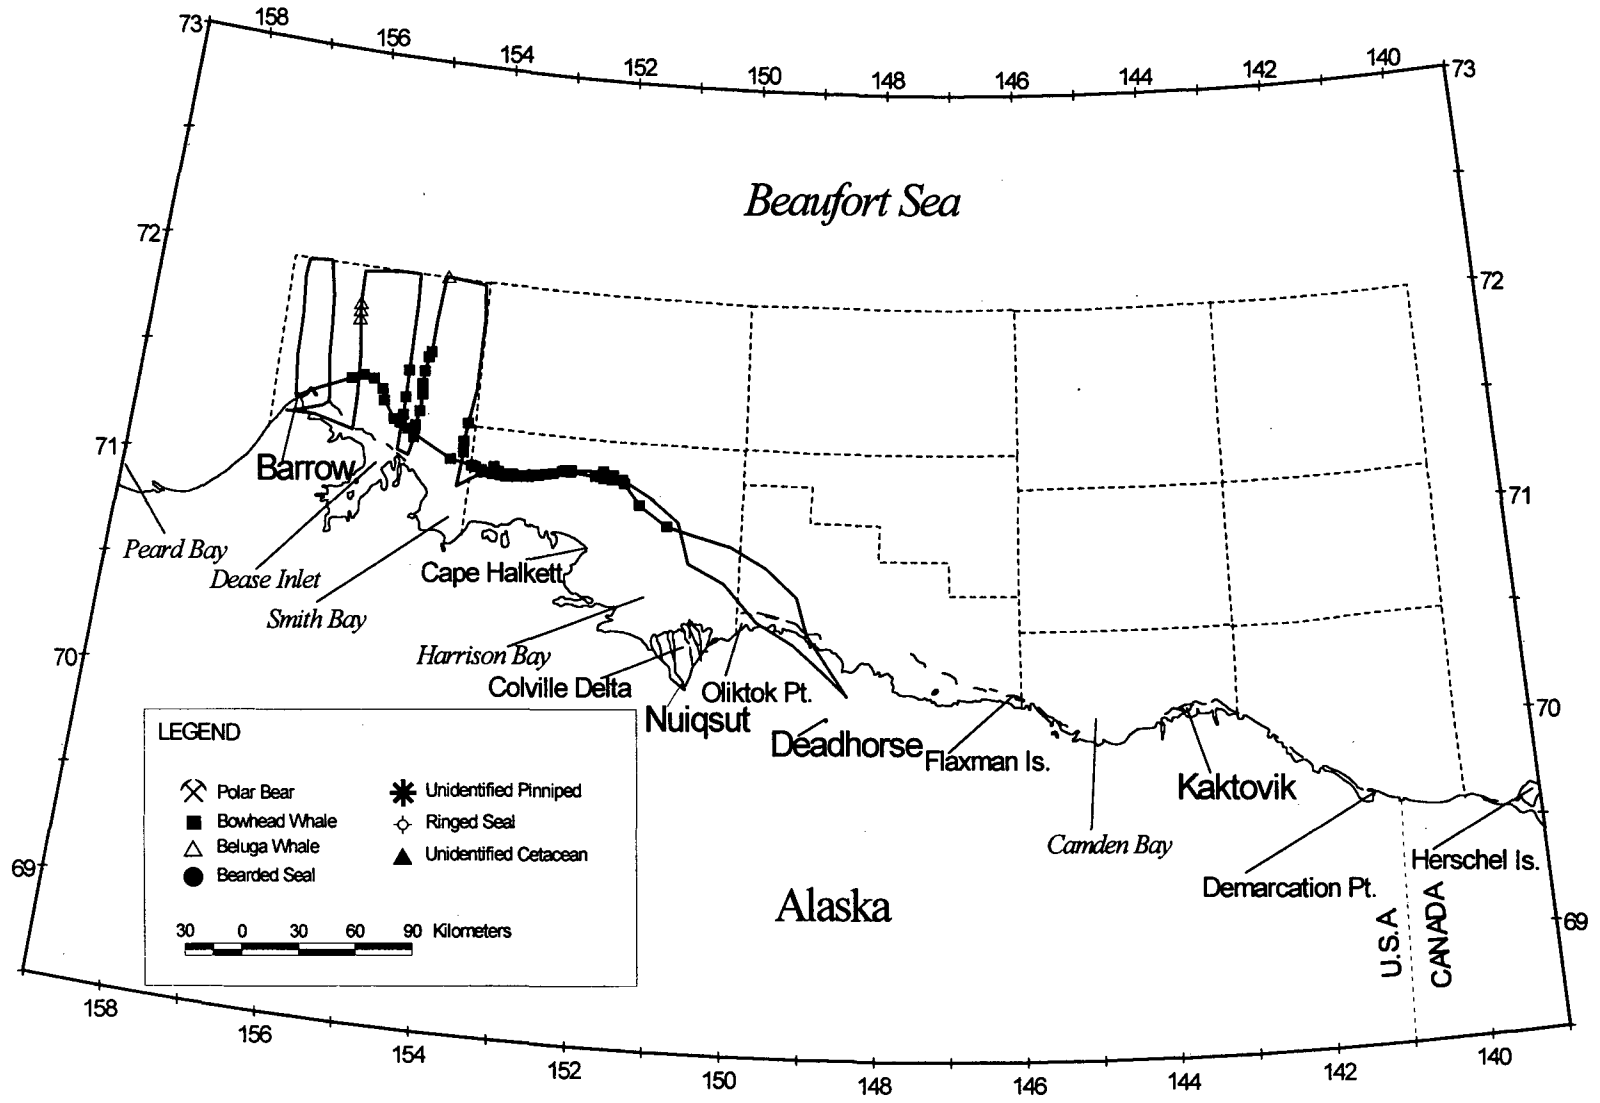 73
158
156
154
152
150
148
146
144
142
140
73
Beaufort Sea
72
72
71
71
Barrow
Peard Bay
Dease Inlet
Smith Bay
Cape Halkett
Harrison Bay
Colville Delta
Nuiqsut
Oliktok Pt.
Deadhorse
Flaxman Is.
Kaktovik
Camden Bay
Demarcation Pt.
Herschel Is.
70
70
Alaska
U.S.A
CANADA
LEGEND
Polar Bear
Bowhead Whale
Beluga Whale
Bearded Seal
Unidentified Pinniped
Ringed Seal
Unidentified Cetacean
30 0 30 60 90 Kilometers
69
69
158
156
154
152
150
148
146
144
142
140